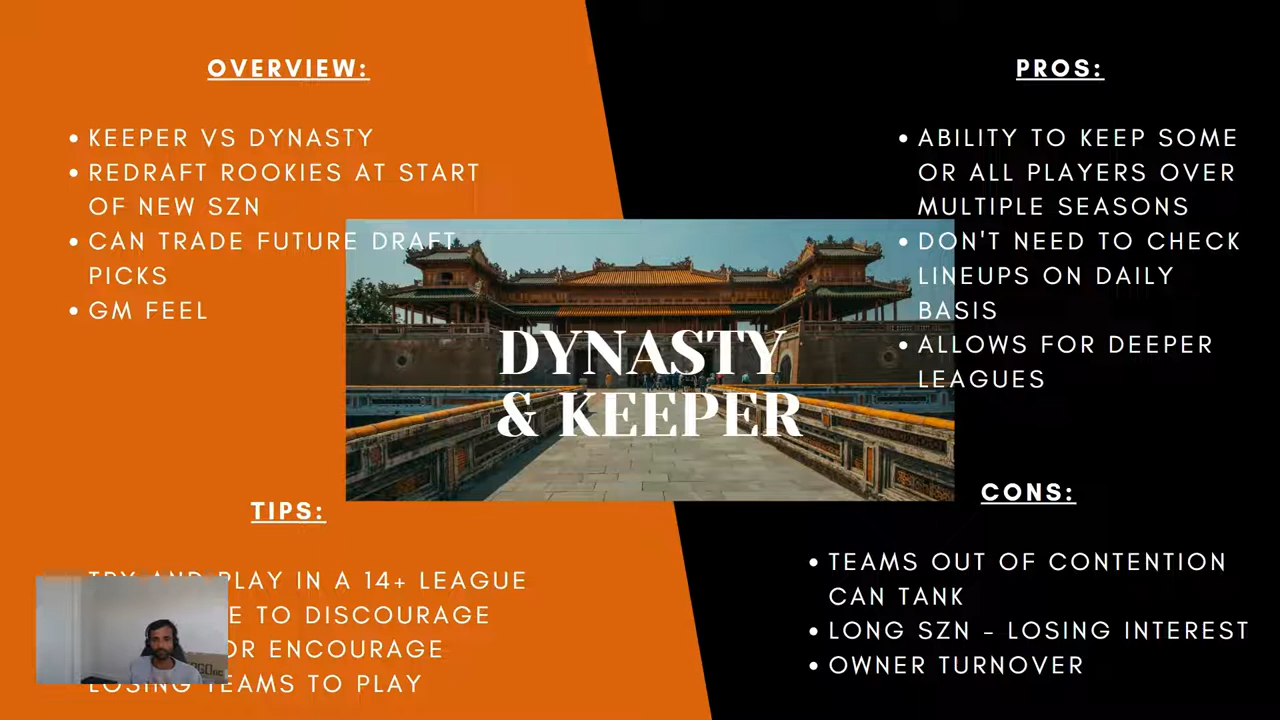 OVERVIEW:
• KEEPER VS DYNASTY
• REDRAFT ROOKIES AT START
OF NEW SZN
• CAN TRADE FUTURE DRAFT
PICKS
• GM FEEL
DYNASTY
& KEEPER
TIPS:
TRY AND PLAY IN A 14+ LEAGUE
TO DISCOURAGE
OR ENCOURAGE
LOSING TEAMS TO PLAY
PROS:
• ABILITY TO KEEP SOME
OR ALL PLAYERS OVER
MULTIPLE SEASONS
• DON'T NEED TO CHECK
LINEUPS ON DAILY
BASIS
• ALLOWS FOR DEEPER
LEAGUES
CONS:
• TEAMS OUT OF CONTENTION
CAN TANK
• LONG SZN - LOSING INTEREST
• OWNER TURNOVER